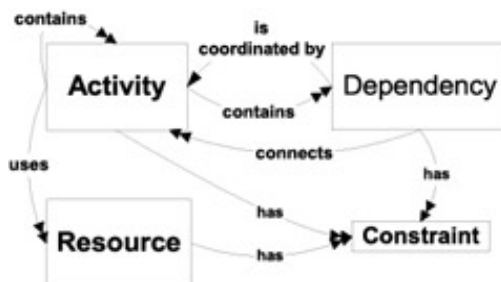 contains
is
coordinated by
Activity
Dependency
contains
connects
uses
has
has
Resource
has
Constraint